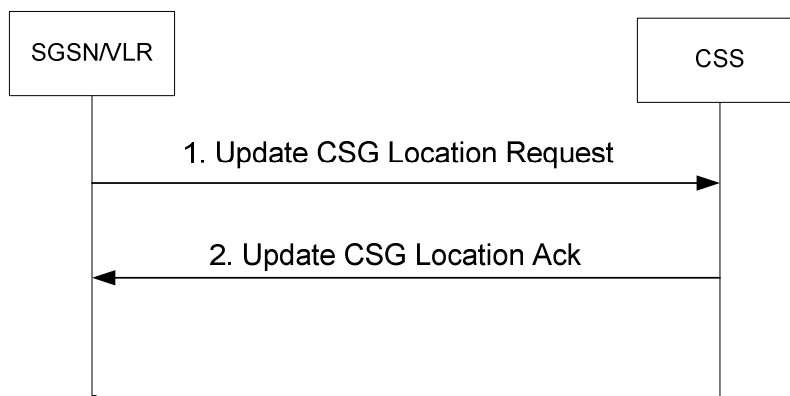 SGSN/VLR
CSS
1. Update CSG Location Request
2. Update CSG Location Ack